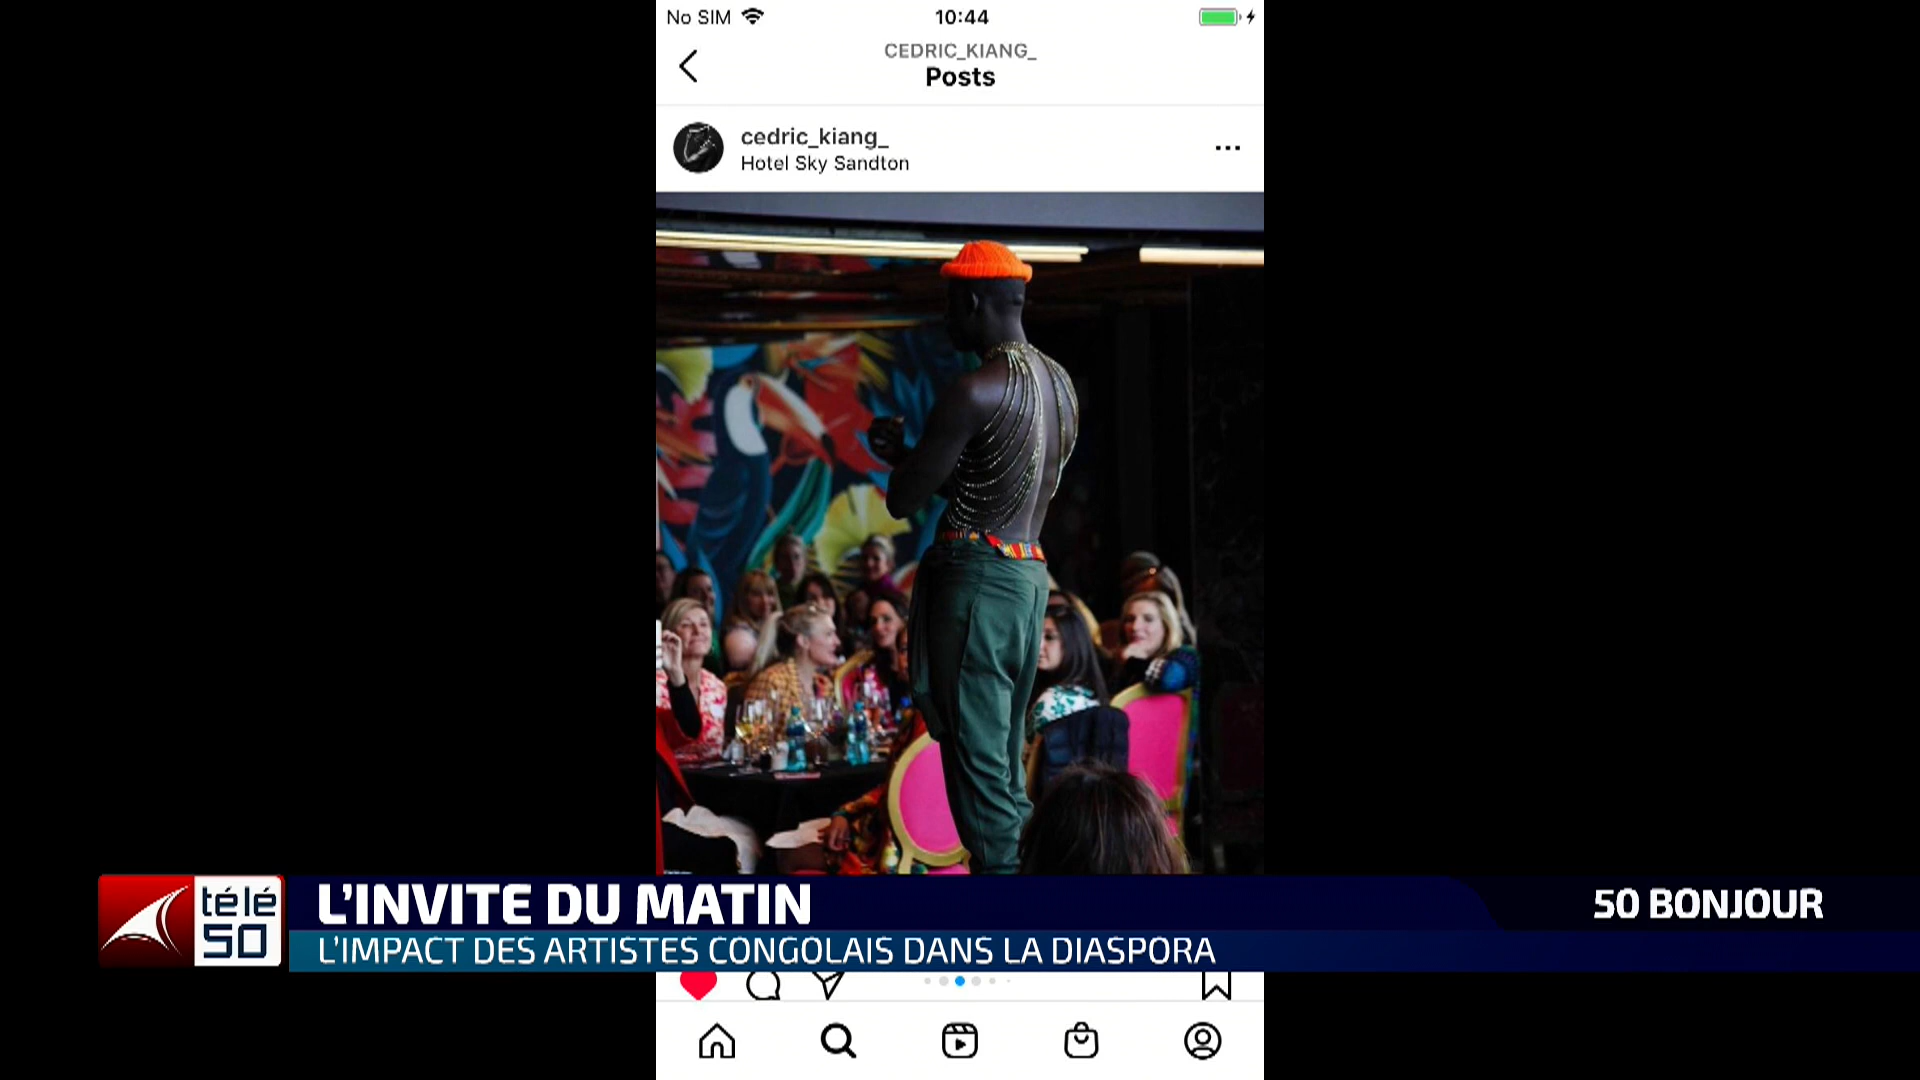 No SIM
10:44
CEDRIC_KIANG_
Posts
cedric_kiang_
Hotel Sky Sandton
télé
50
L'INVITE DU MATIN
50 BONJOUR
L'IMPACT DES ARTISTES CONGOLAIS DANS LA DIASPORA